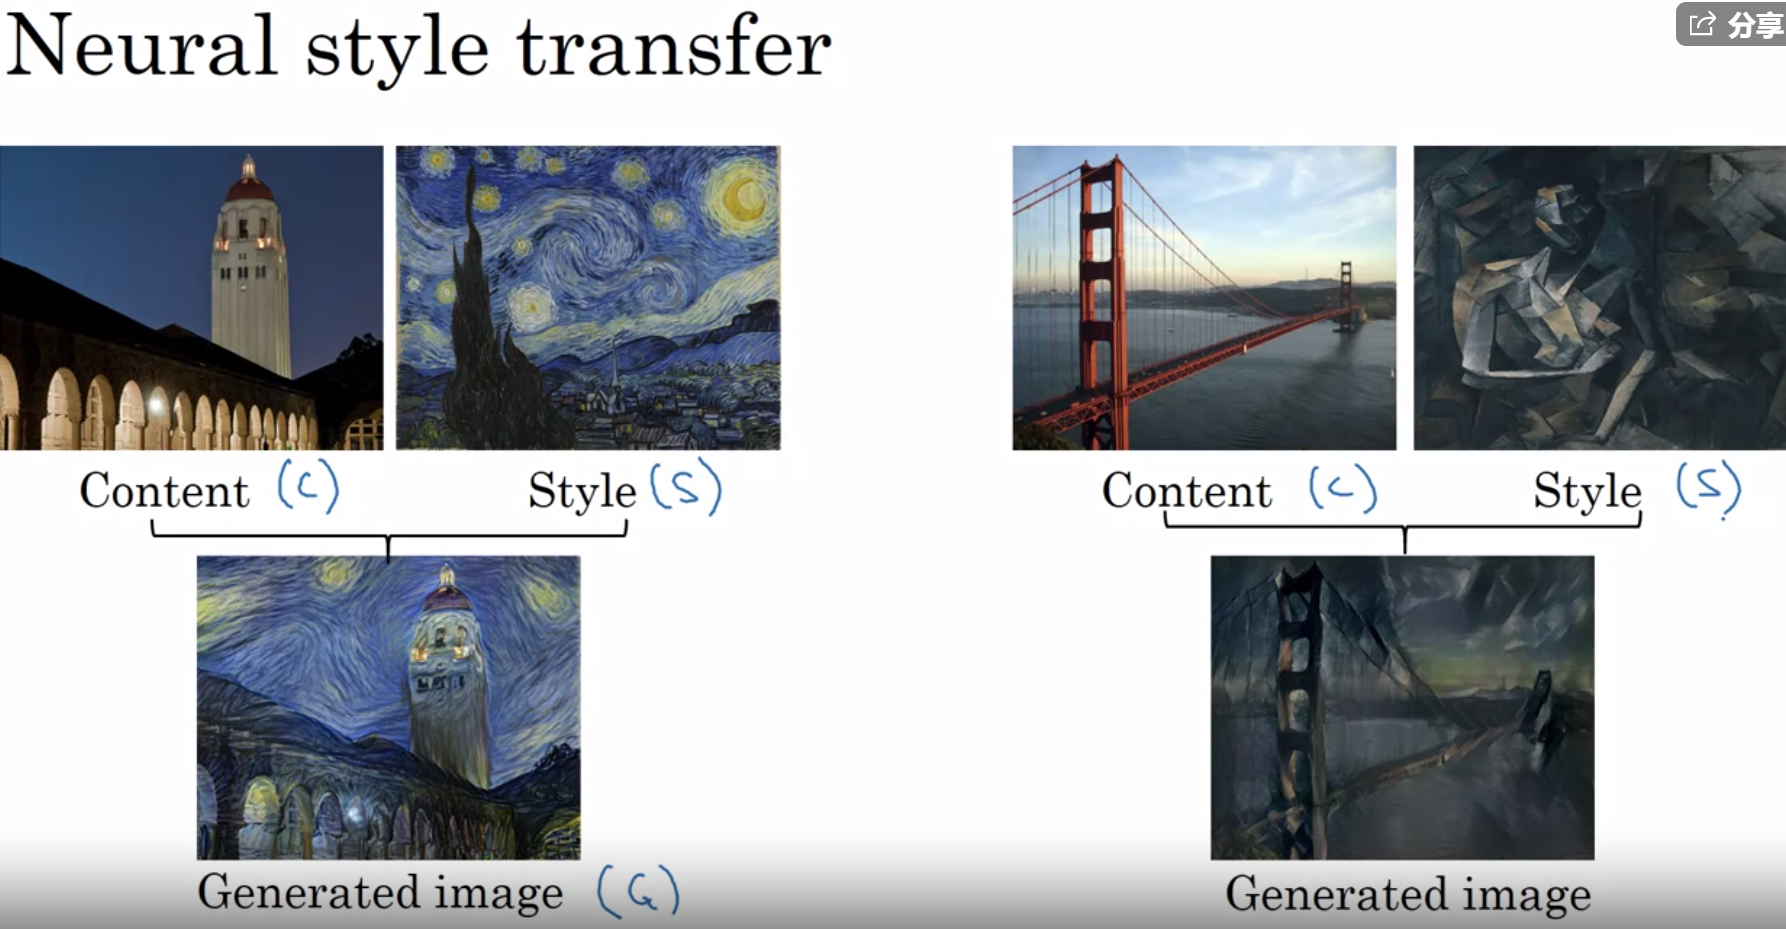 Neural style transfer
分享
Content (C)
Style (S)
Content (C)
Style (S)
Generated image (G)
Generated image